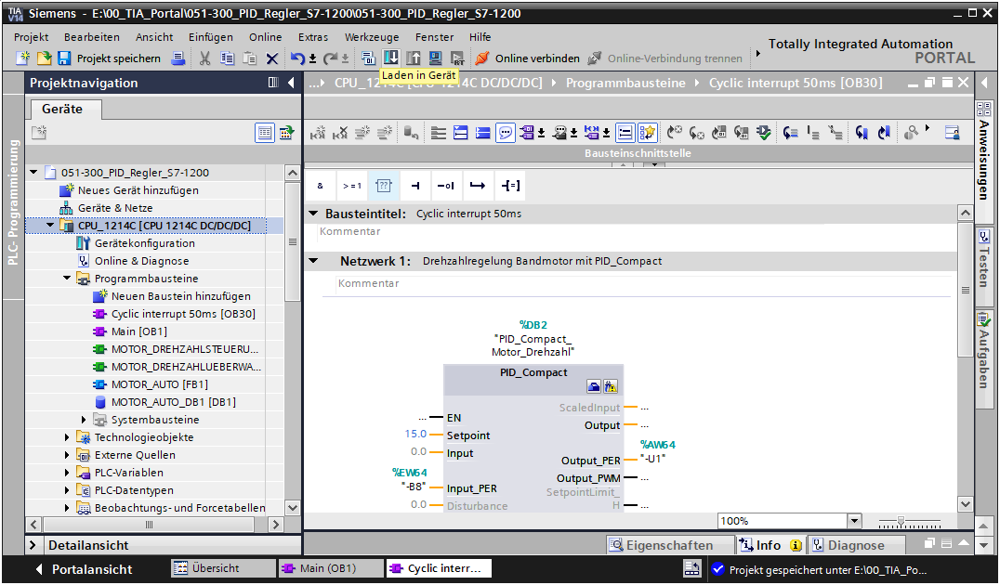 TIA
V14
Siemens - E:\00_TIA_Portal\051-300_PID_Regler_S7-1200\051-300_PID_Regler_S7-1200
Projekt Bearbeiten Ansicht Einfügen Online Extras Werkzeuge Fenster Hilfe
Totally Integrated Automation
PORTAL
Projekt speichern
Online verbinden
Online-Verbindung trennen
Laden in Gerät
Projektnavigation
...
CPU_1214C [CPU 1214C DC/DC/DC]
Programmbausteine
Cyclic interrupt 50ms [OB30]
Geräte
PLC- Programmierung
051-300_PID_Regler_S7-1200
Neues Gerät hinzufügen
Geräte & Netze
CPU_1214C [CPU 1214C DC/DC/DC]
Gerätekonfiguration
Online & Diagnose
Programmbausteine
Neuen Baustein hinzufügen
Cyclic interrupt 50ms [OB30]
Main [OB1]
MOTOR_DREHZAHLSTEUERU...
MOTOR_DREHZAHLUEBERWA...
MOTOR_AUTO [FB1]
MOTOR_AUTO_DB1 [DB1]
Systembausteine
Technologieobjekte
Externe Quellen
PLC-Variablen
PLC-Datentypen
Beobachtungs- und Forcetabellen
Detailansicht
Bausteinschnittstelle
& >=1 ??
Bausteintitel: Cyclic interrupt 50ms
Kommentar
Netzwerk 1: Drehzahlregelung Bandmotor mit PID_Compact
Kommentar
%DB2
"PID_Compact_
Motor_Drehzahl"
PID_Compact
ScaledInput ...
... EN
Output ...
15.0 Setpoint
%AW64
0.0 Input
Output_PER "-U1"
%EW64
Output_PWM ...
"-B8" Input_PER
SetpointLimit_
H ...
0.0 Disturbance
100%
Anweisungen
Testen
Aufgaben
Eigenschaften
Info
Diagnose
Portalansicht
Übersicht
Main (OB1)
Cyclic interr...
Projekt gespeichert unter E:\00_TIA_Po...